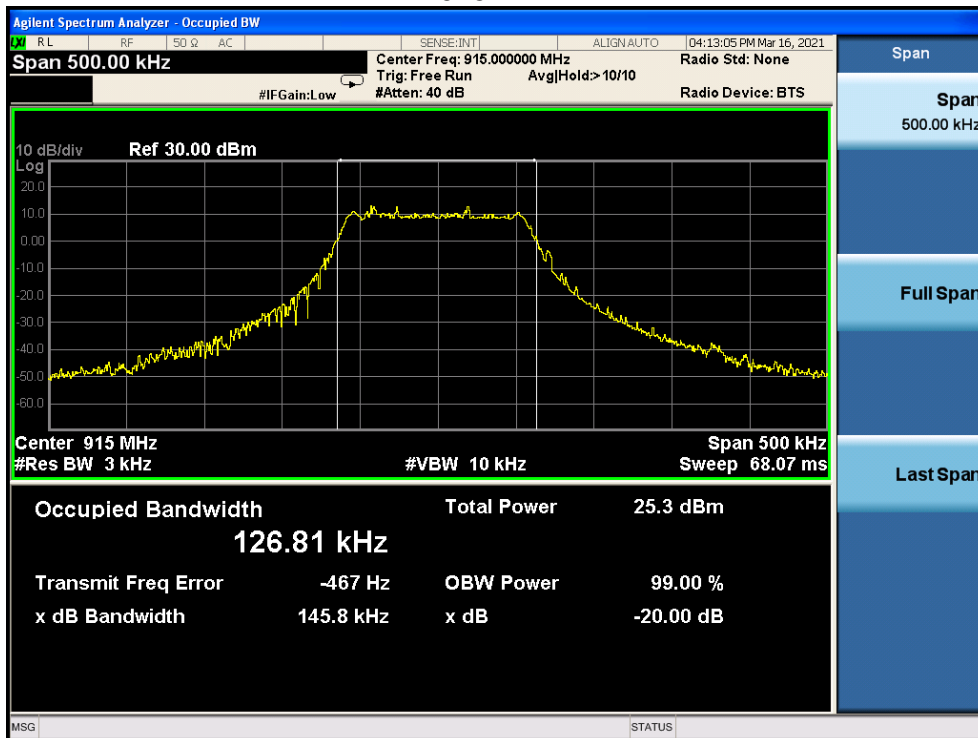 Agilent Spectrum Analyzer - Occupied BW
LXI RL RF 50 Ω AC SENSE:INT ALIGN AUTO 04:13:05 PM Mar 16, 2021
Span 500.00 kHz
Center Freq: 915.000000 MHz Radio Std: None
Trig: Free Run Avg|Hold:> 10/10
#IFGain:Low #Atten: 40 dB Radio Device: BTS
10 dB/div Ref 30.00 dBm
Log
20.0
10.0
0.00
-10.0
-20.0
-30.0
-40.0
-50.0
-60.0
Center 915 MHz Span 500 kHz
#Res BW 3 kHz #VBW 10 kHz Sweep 68.07 ms
Occupied Bandwidth Total Power 25.3 dBm
126.81 kHz
Transmit Freq Error -467 Hz OBW Power 99.00 %
x dB Bandwidth 145.8 kHz x dB -20.00 dB
Span
Span
500.00 kHz
Full Span
Last Span
MSG STATUS